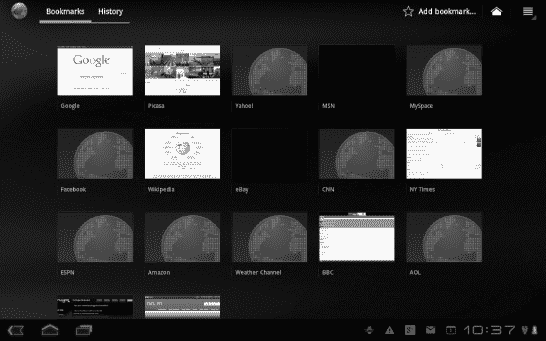 Bookmarks History Add bookmark...
Google
Google Picasa Yahoo! MSN MySpace
Facebook Wikipedia eBay CNN NY Times
ESPN Amazon Weather Channel BBC AOL
10:37